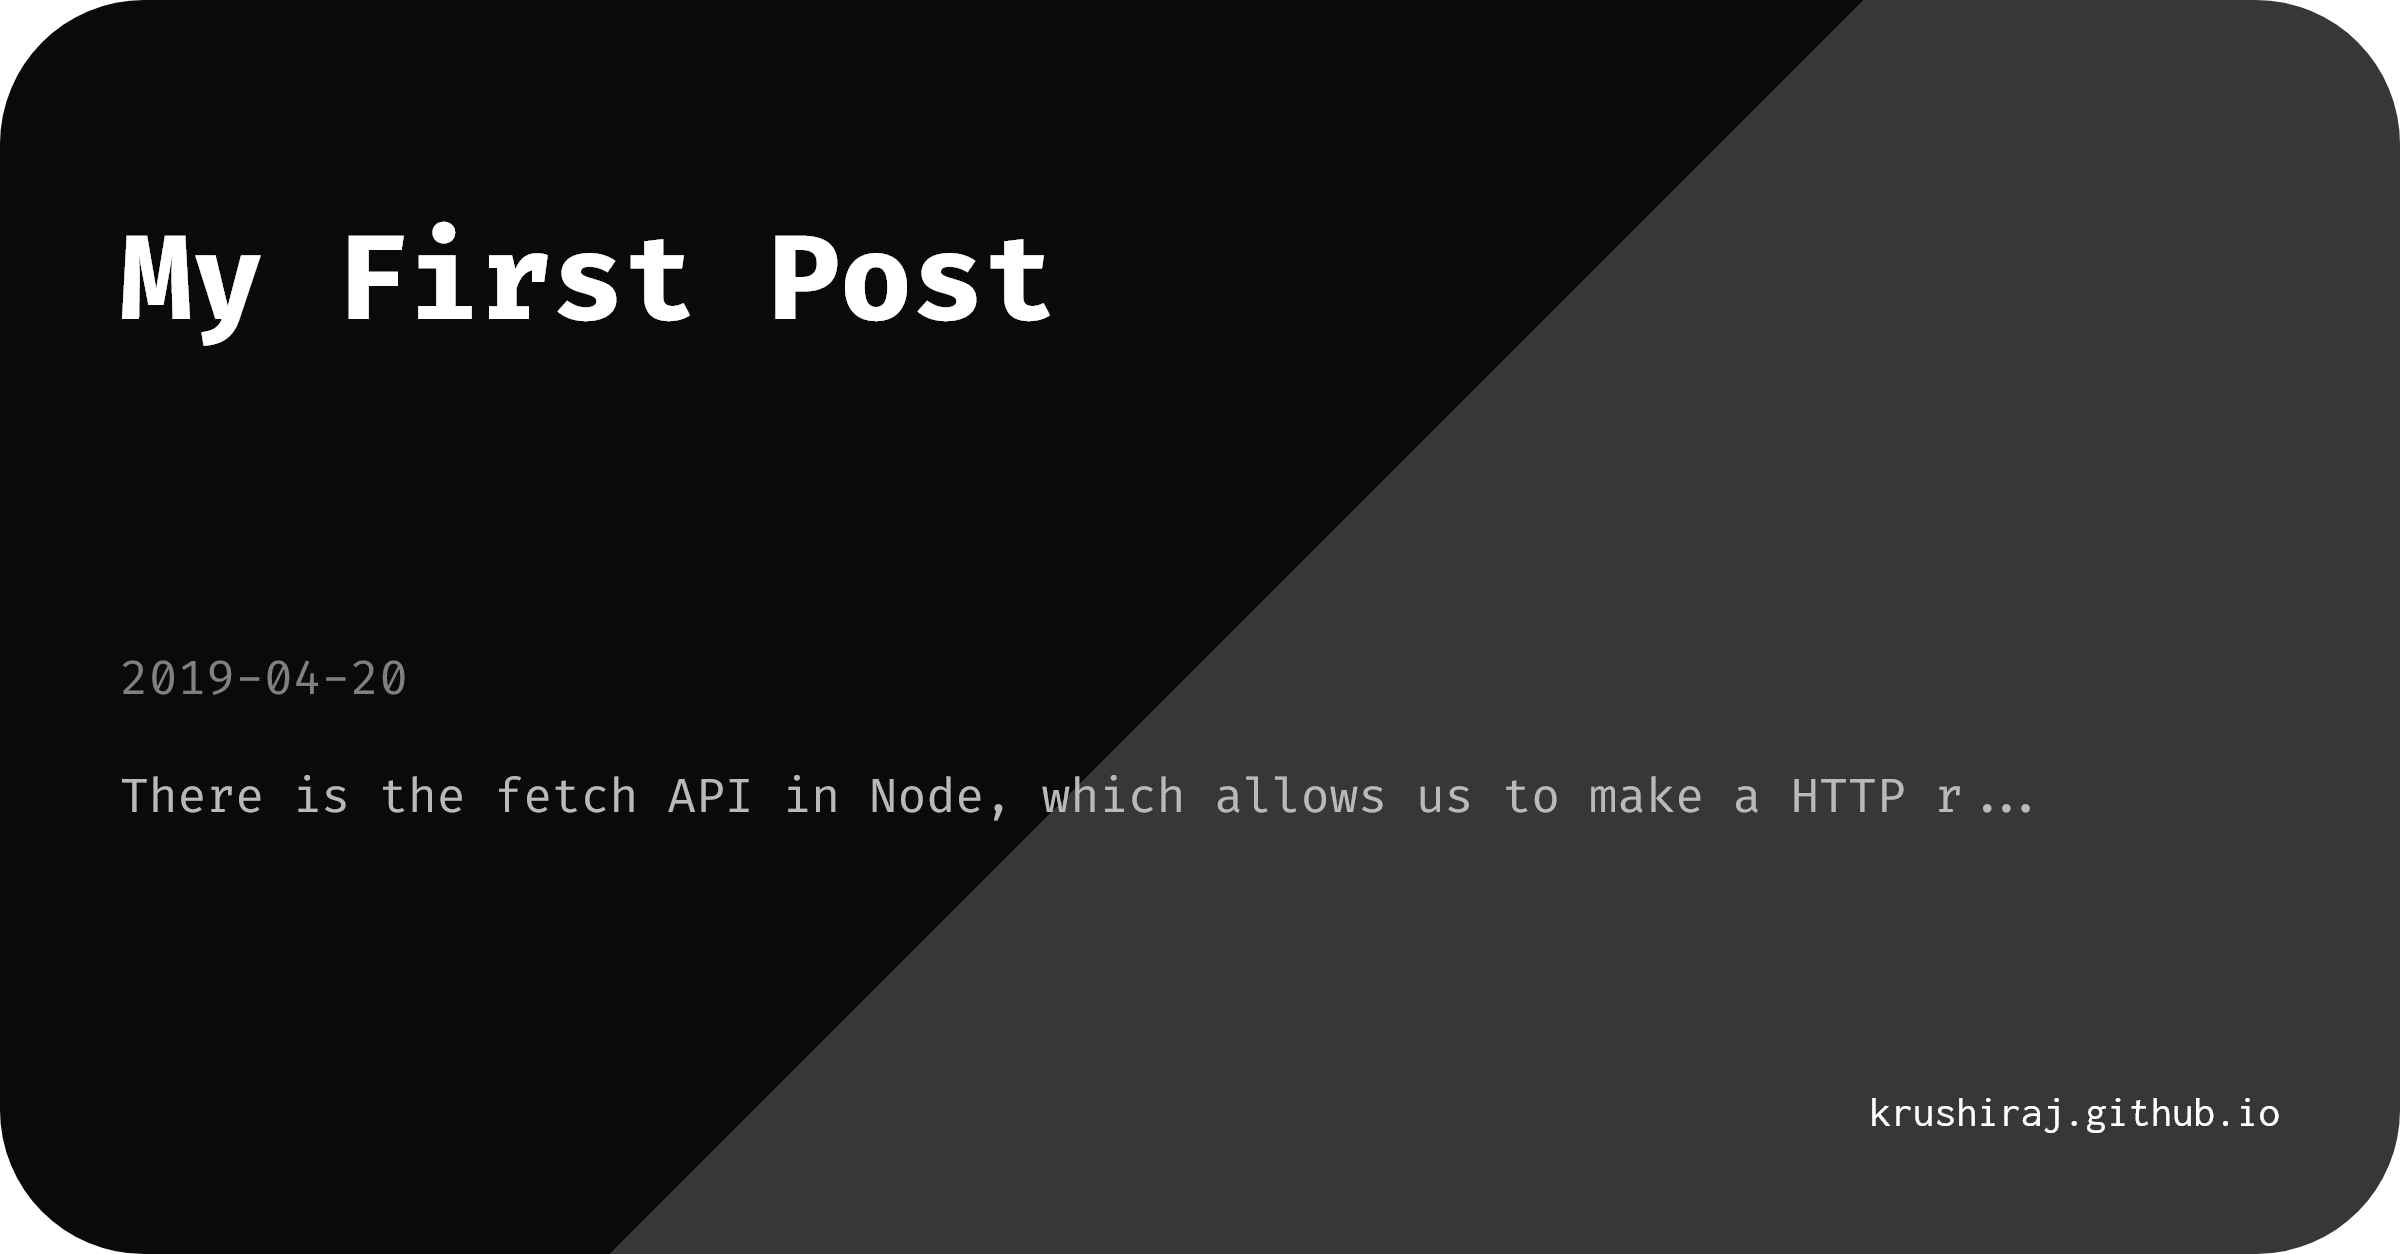 My First Post
2019-04-20
There is the fetch API in Node, which allows us to make a HTTP r...
krushiraj.github.io